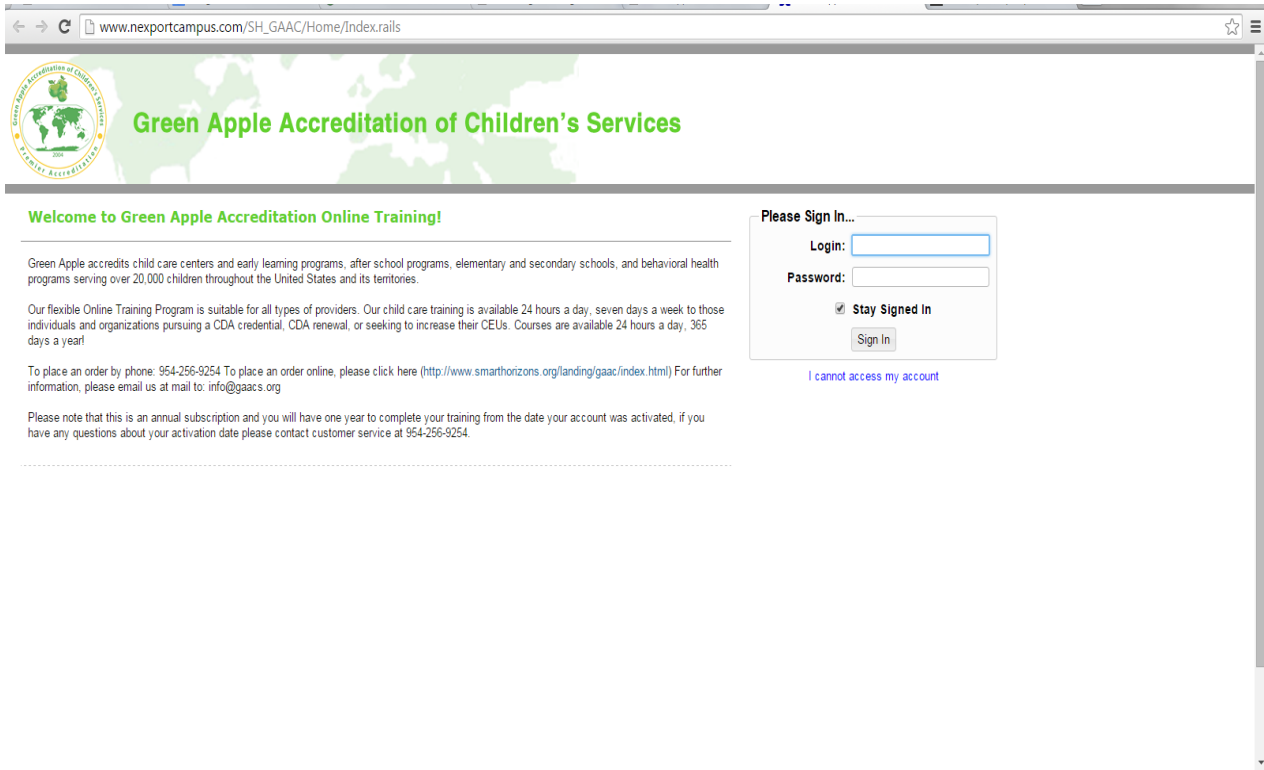 www.nexportcampus.com/SH_GAAC/Home/Index.rails
Green Apple Accreditation of Children's Services
Premier Accreditation
2004
Green Apple Accreditation of Children's Services
Welcome to Green Apple Accreditation Online Training!
Green Apple accredits child care centers and early learning programs, after school programs, elementary and secondary schools, and behavioral health
programs serving over 20,000 children throughout the United States and its territories.
Our flexible Online Training Program is suitable for all types of providers. Our child care training is available 24 hours a day, seven days a week to those
individuals and organizations pursuing a CDA credential, CDA renewal, or seeking to increase their CEUs. Courses are available 24 hours a day, 365
days a year!
To place an order by phone: 954-256-9254 To place an order online, please click here (http://www.smarthorizons.org/landing/gaac/index.html) For further
information, please email us at mail to: info@gaacs.org
Please note that this is an annual subscription and you will have one year to complete your training from the date your account was activated, if you
have any questions about your activation date please contact customer service at 954-256-9254.
Please Sign In...
Login:
Password:
Stay Signed In
Sign In
I cannot access my account